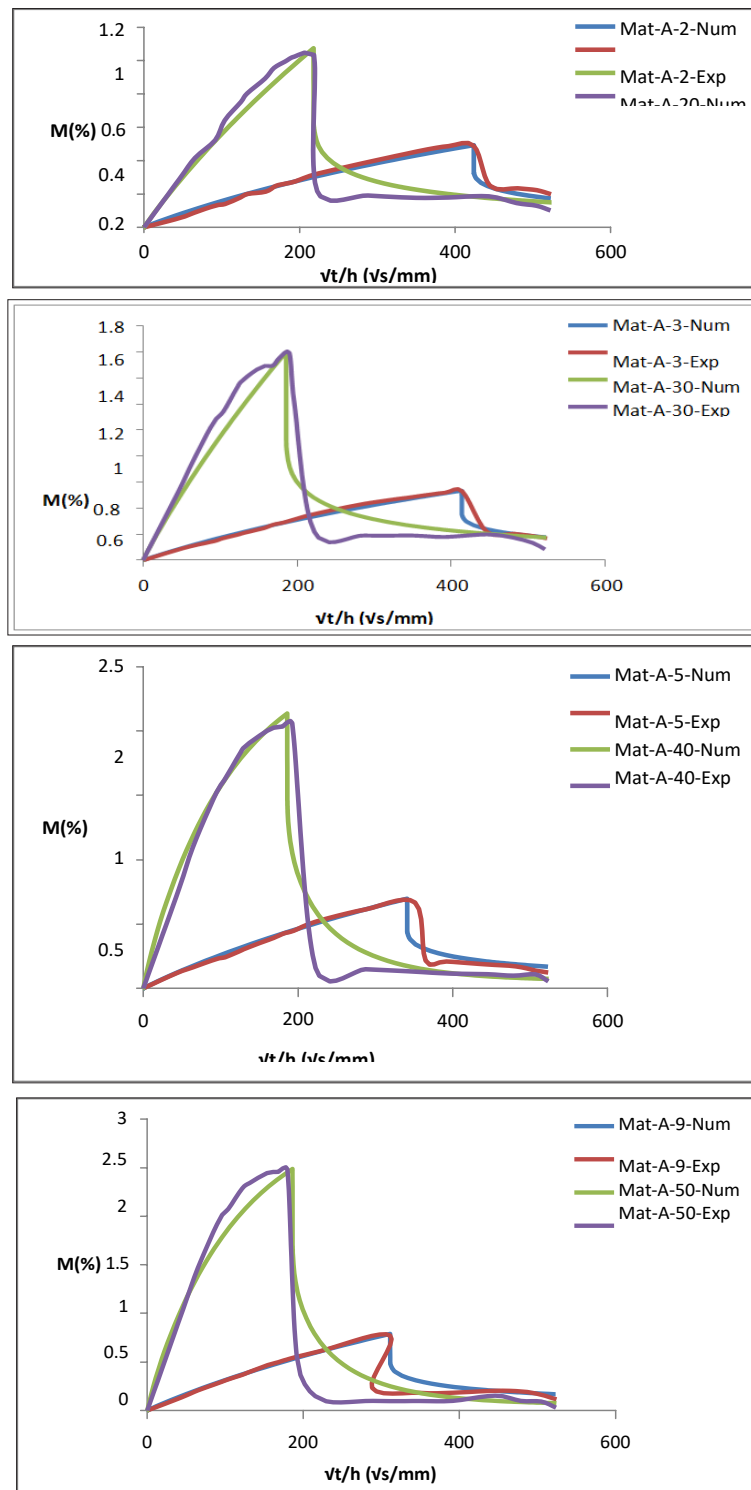 1.2
1
M(%)
0.6
0.4
0.2
0
200
400
600
√t/h (√s/mm)
Mat-A-2-Num
Mat-A-2-Exp
Mat-A-20-Num
1.8
1.6
1.4
1.2
1
M(%)
0.8
0.6
0
200
400
600
√t/h (√s/mm)
Mat-A-3-Num
Mat-A-3-Exp
Mat-A-30-Num
Mat-A-30-Exp
2.5
2
M(%)
1
0.5
0
200
400
600
√t/h (√s/mm)
Mat-A-5-Num
Mat-A-5-Exp
Mat-A-40-Num
Mat-A-40-Exp
3
2.5
2
1.5
M(%)
1
0.5
0
0
200
400
600
√t/h (√s/mm)
Mat-A-9-Num
Mat-A-9-Exp
Mat-A-50-Num
Mat-A-50-Exp